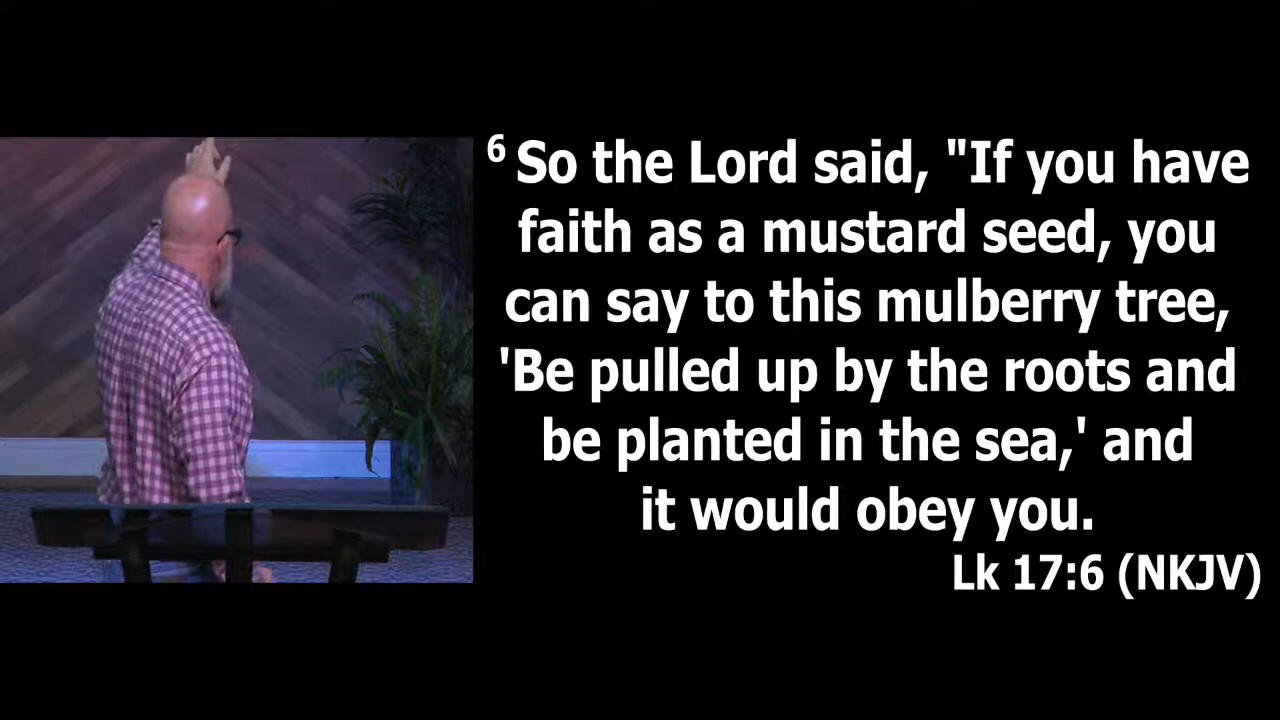 6 So the Lord said, "If you have
faith as a mustard seed, you
can say to this mulberry tree,
'Be pulled up by the roots and
be planted in the sea,' and
it would obey you.
Lk 17:6 (NKJV)